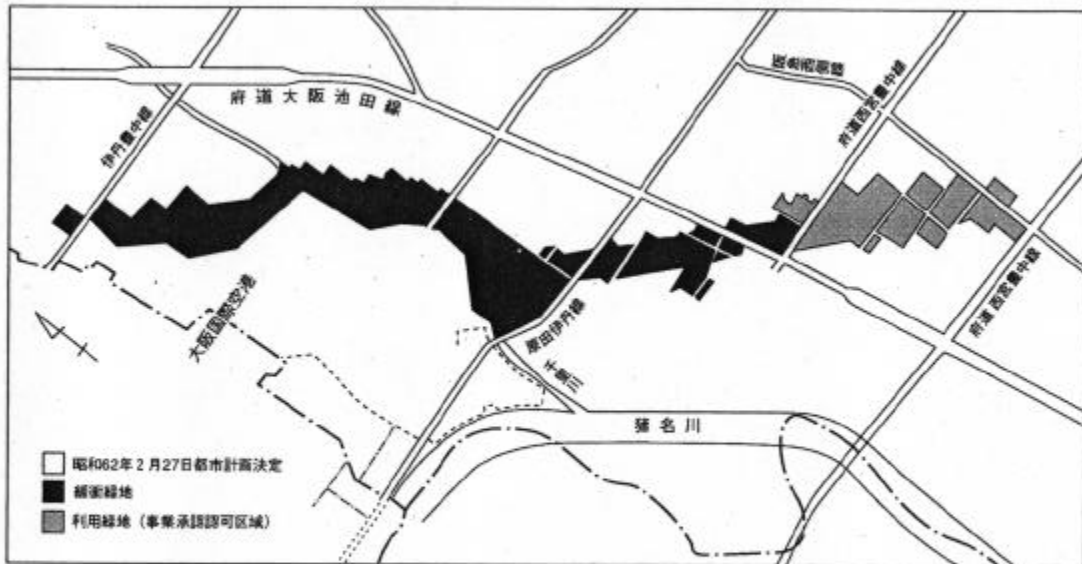 府道大阪池田線
伊丹豊中線
阪急宝塚線
府道西宮豊中線
府道西宮豊中線
大阪国際空港
原田伊丹線
千里川
猪名川
昭和62年2月27日都市計画決定
緩衝緑地
利用緑地（事業承認認可区域）